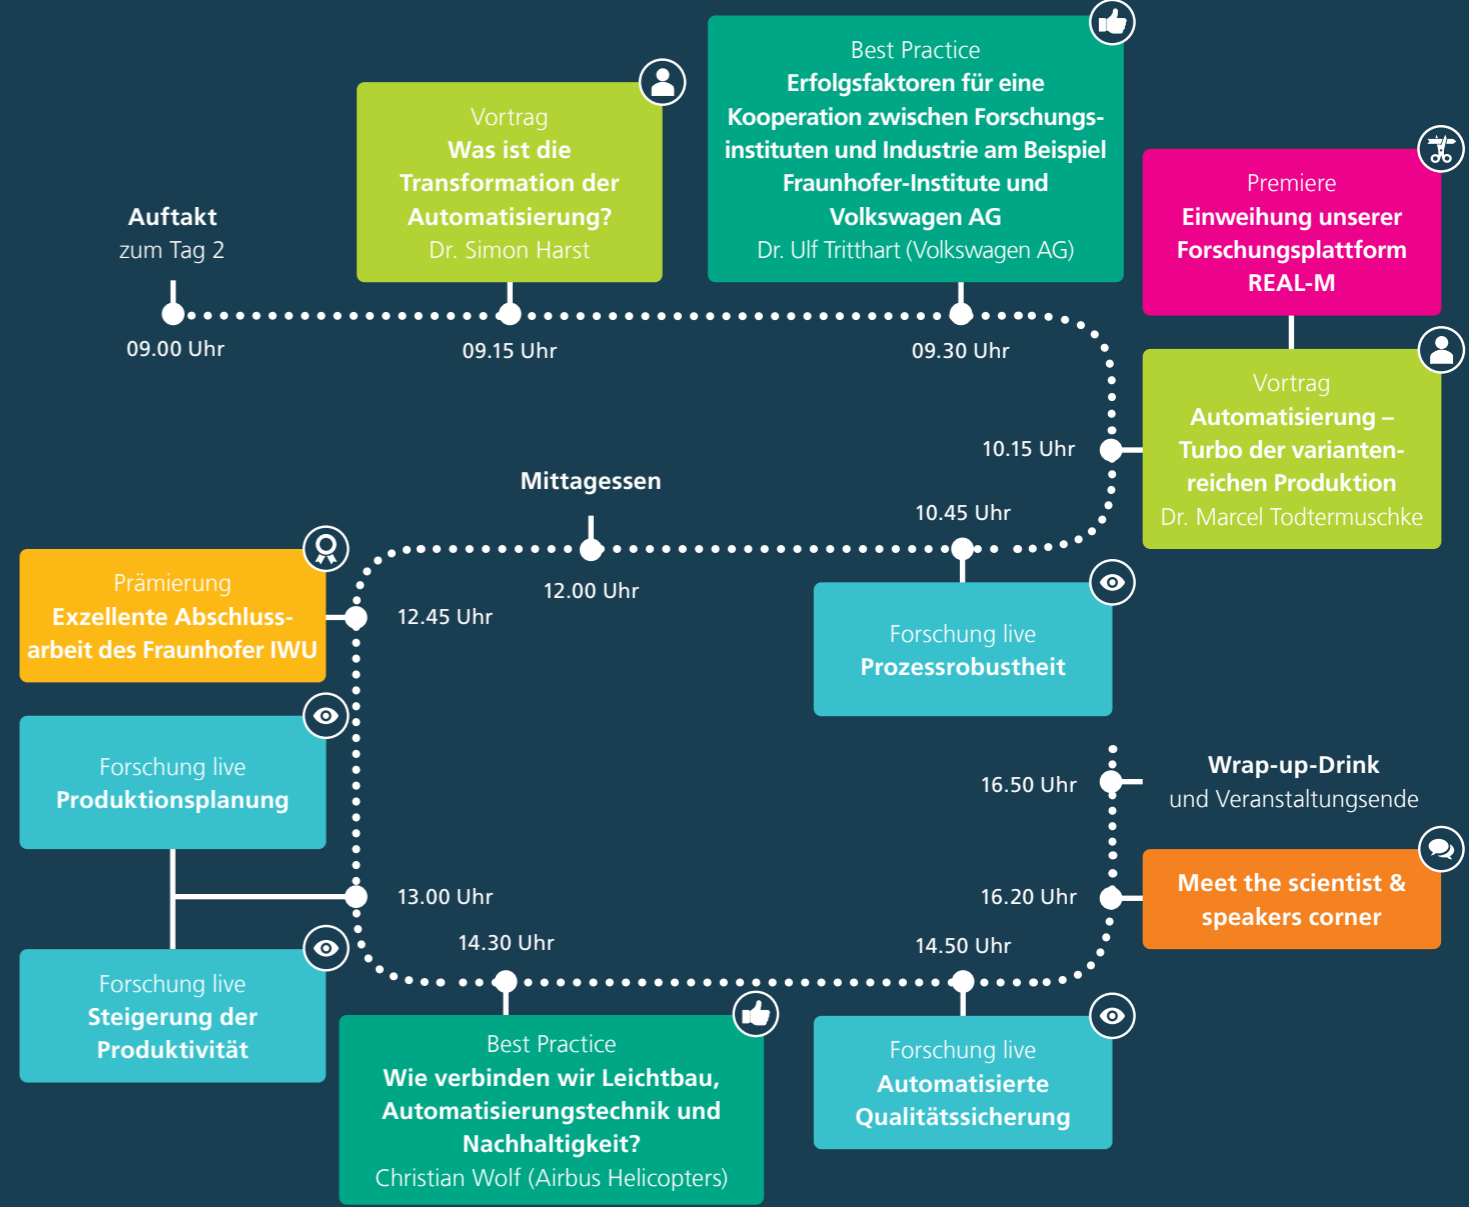 Auftakt
zum Tag 2
09.00 Uhr
Vortrag
Was ist die
Transformation der
Automatisierung?
Dr. Simon Harst
09.15 Uhr
Best Practice
Erfolgsfaktoren für eine
Kooperation zwischen Forschungs-
instituten und Industrie am Beispiel
Fraunhofer-Institute und
Volkswagen AG
Dr. Ulf Tritthart (Volkswagen AG)
09.30 Uhr
Premiere
Einweihung unserer
Forschungsplattform
REAL-M
Vortrag
Automatisierung –
Turbo der varianten-
reichen Produktion
Dr. Marcel Todtermuschke
10.15 Uhr
10.45 Uhr
Forschung live
Prozessrobustheit
Mittagessen
12.00 Uhr
Prämierung
Exzellente Abschluss-
arbeit des Fraunhofer IWU
12.45 Uhr
Forschung live
Produktionsplanung
13.00 Uhr
Forschung live
Steigerung der
Produktivität
14.30 Uhr
Best Practice
Wie verbinden wir Leichtbau,
Automatisierungstechnik und
Nachhaltigkeit?
Christian Wolf (Airbus Helicopters)
14.50 Uhr
Forschung live
Automatisierte
Qualitätssicherung
16.20 Uhr
Meet the scientist &
speakers corner
16.50 Uhr
Wrap-up-Drink
und Veranstaltungsende